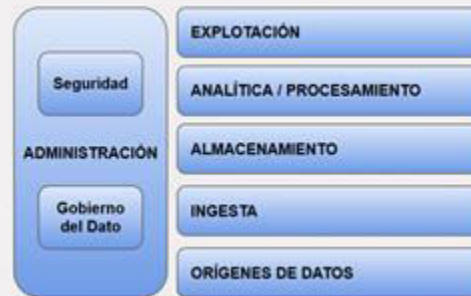 Seguridad
ADMINISTRACIÓN
Gobierno
del Dato
EXPLOTACIÓN
ANALÍTICA / PROCESAMIENTO
ALMACENAMIENTO
INGESTA
ORÍGENES DE DATOS